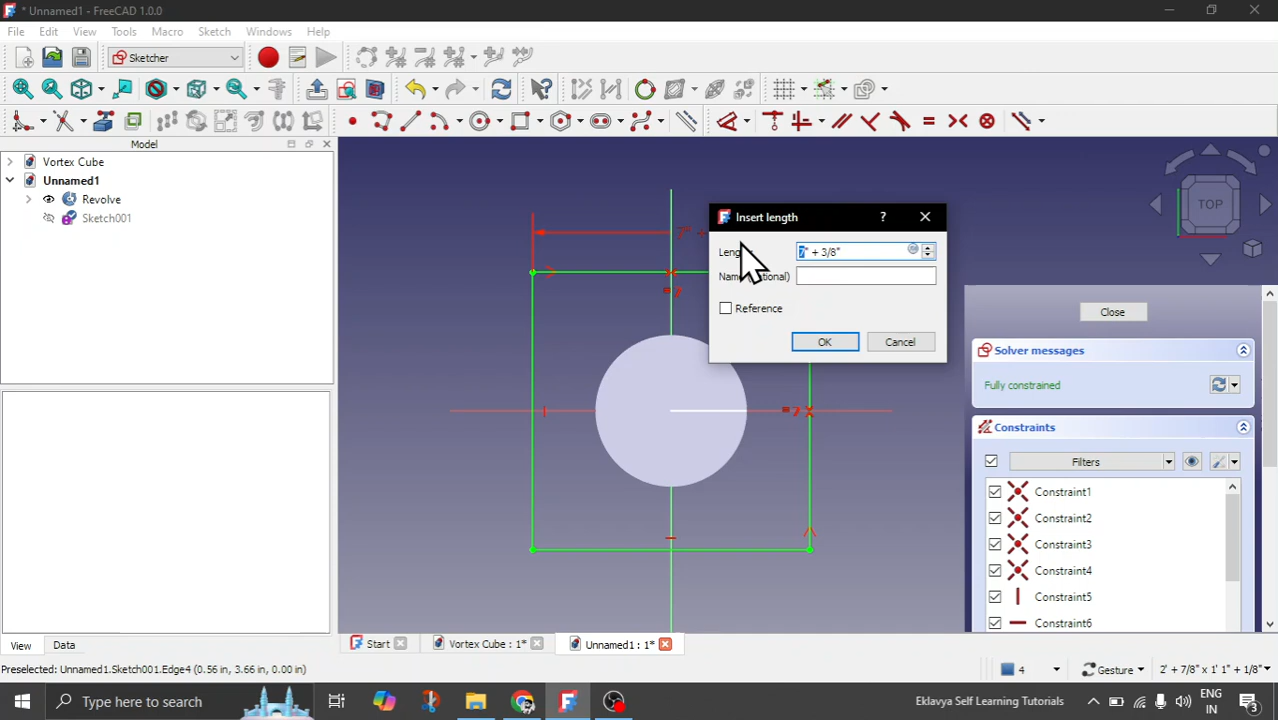 * Unnamed1 - FreeCAD 1.0.0
File Edit View Tools Macro Sketch Windows Help
Sketcher
Model
Vortex Cube
Unnamed1
Revolve
Sketch001
TOP
Insert length
?
7" + 3/8"
Reference
OK
Cancel
Close
Solver messages
Fully constrained
Constraints
Filters
Constraint1
Constraint2
Constraint3
Constraint4
Constraint5
Constraint6
View Data
Start
Vortex Cube : 1*
Unnamed1 : 1*
Preselected: Unnamed1.Sketch001.Edge4 (0.56 in, 3.66 in, 0.00 in)
4
Gesture
2' + 7/8" x 1' 1" + 1/8"
Type here to search
Eklavya Self Learning Tutorials
ENG
IN
3